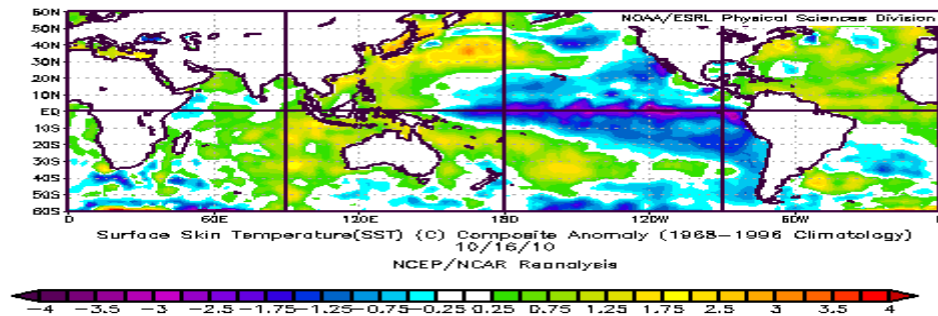 NOAA/ESRL Physical Sciences Division
60N
50N
40N
30N
20N
10N
EQ
10S
20S
30S
40S
50S
60S
0 60E 120E 180 120W 60W
Surface Skin Temperature(SST) (C) Composite Anomaly (1968-1996 Climatology)
10/16/10
NCEP/NCAR Reanalysis
-4 -3.5 -3 -2.5 -1.75 -1.25 -0.75 -0.25 0.25 0.75 1.25 1.75 2.5 3 3.5 4